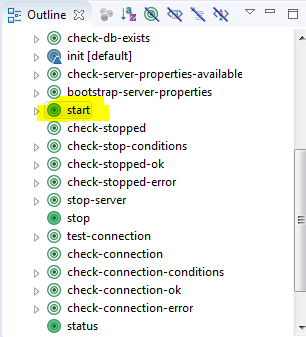 Outline
check-db-exists
init [default]
check-server-properties-available
bootstrap-server-properties
start
check-stopped
check-stop-conditions
check-stopped-ok
check-stopped-error
stop-server
stop
test-connection
check-connection
check-connection-conditions
check-connection-ok
check-connection-error
status